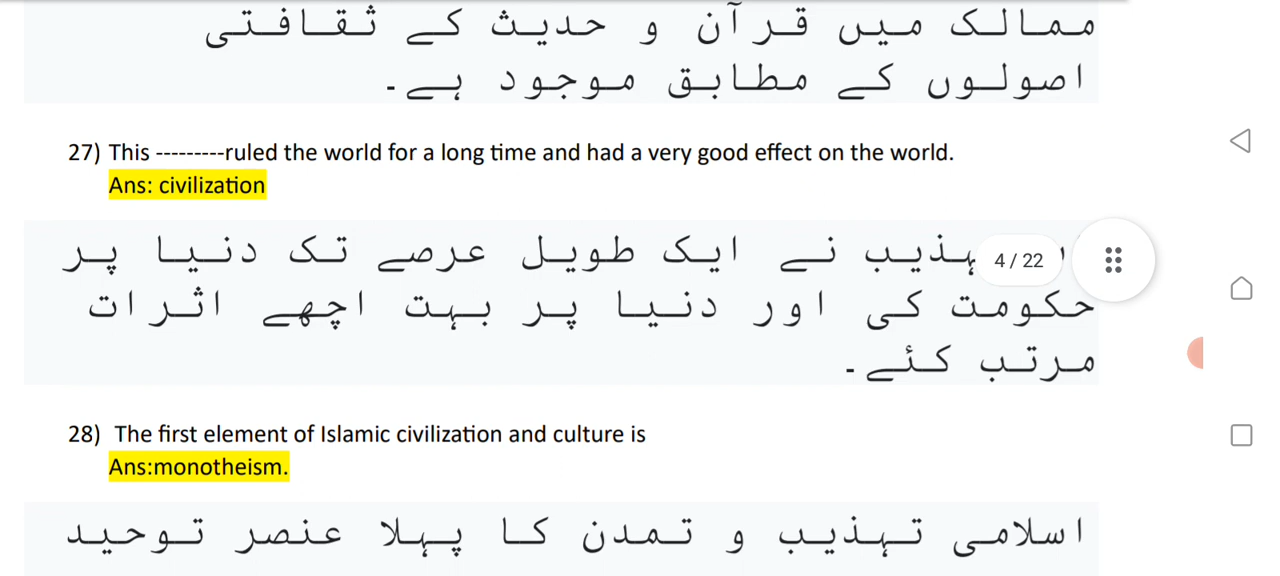 ممالک میں قرآن و حدیث کے ثقافتی
اصولوں کے مطابق موجود ہے۔
27) This ---------ruled the world for a long time and had a very good effect on the world.
Ans: civilization
نے ایک طویل عرصے تک دنیا پر
4 / 22
حکومت کی اور دنیا پر بہت اچھے اثرات
مرتب کئے۔
28) The first element of Islamic civilization and culture is
Ans:monotheism.
اسلامی تہذیب و تمدن کا پہلا عنصر توحید